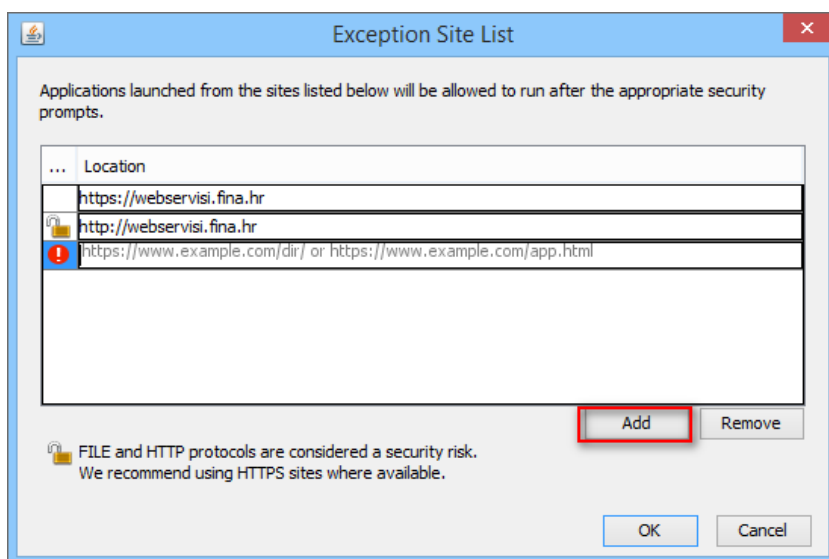 Exception Site List
Applications launched from the sites listed below will be allowed to run after the appropriate security
prompts.
... Location
https://webservisi.fina.hr
http://webservisi.fina.hr
https://www.example.com/dir/ or https://www.example.com/app.html
Add Remove
FILE and HTTP protocols are considered a security risk.
We recommend using HTTPS sites where available.
OK Cancel